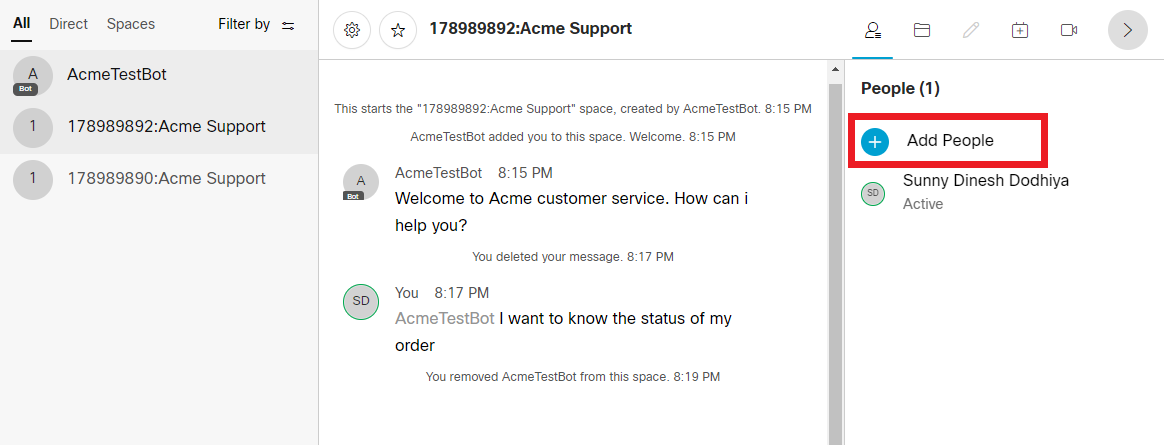 All Direct Spaces Filter by
A AcmeTestBot
Bot
1 178989892:Acme Support
1 178989890:Acme Support
178989892:Acme Support
This starts the "178989892:Acme Support" space, created by AcmeTestBot. 8:15 PM
AcmeTestBot added you to this space. Welcome. 8:15 PM
A AcmeTestBot 8:15 PM
Bot
Welcome to Acme customer service. How can i
help you?
You deleted your message. 8:17 PM
SD You 8:17 PM
AcmeTestBot I want to know the status of my
order
You removed AcmeTestBot from this space. 8:19 PM
People (1)
Add People
SD Sunny Dinesh Dodhiya
Active